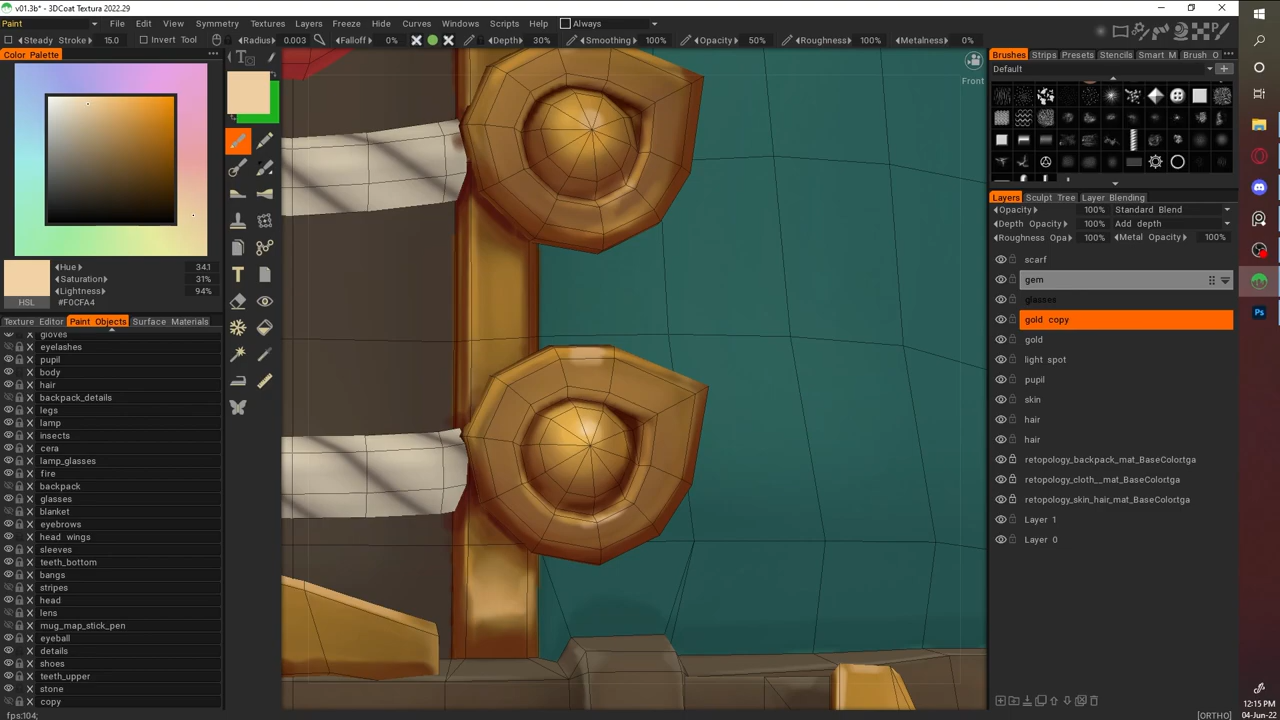 v01.3b* - 3DCoat Textura 2022.29
Paint File Edit View Symmetry Textures Layers Freeze Hide Curves Windows Scripts Help Always
Steady Stroke 15.0 Invert Tool Radius 0.003 Falloff 0% Depth 30% Smoothing 100% Opacity 50% Roughness 100% Metalness 0%
Color Palette
Hue 34.1
Saturation 31%
Lightness 94%
HSL #F0CFA4
Texture Editor Paint Objects Surface Materials
gloves
eyelashes
pupil
body
hair
backpack_details
legs
lamp
insects
cera
lamp_glasses
fire
backpack
glasses
blanket
eyebrows
head wings
sleeves
teeth_bottom
bangs
stripes
head
lens
mug_map_stick_pen
eyeball
details
shoes
teeth_upper
stone
copy
fps:104;
Front
Brushes Strips Presets Stencils Smart M Brush O
Default
Layers Sculpt Tree Layer Blending
Opacity 100% Standard Blend
Depth Opacity 100% Add depth
Roughness Opa 100% Metal Opacity 100%
scarf
gem
glasses
gold copy
gold
light spot
pupil
skin
hair
hair
retopology_backpack_mat_BaseColortga
retopology_cloth__mat_BaseColortga
retopology_skin_hair_mat_BaseColortga
Layer 1
Layer 0
[ORTHO]
12:15 PM
04-Jun-22